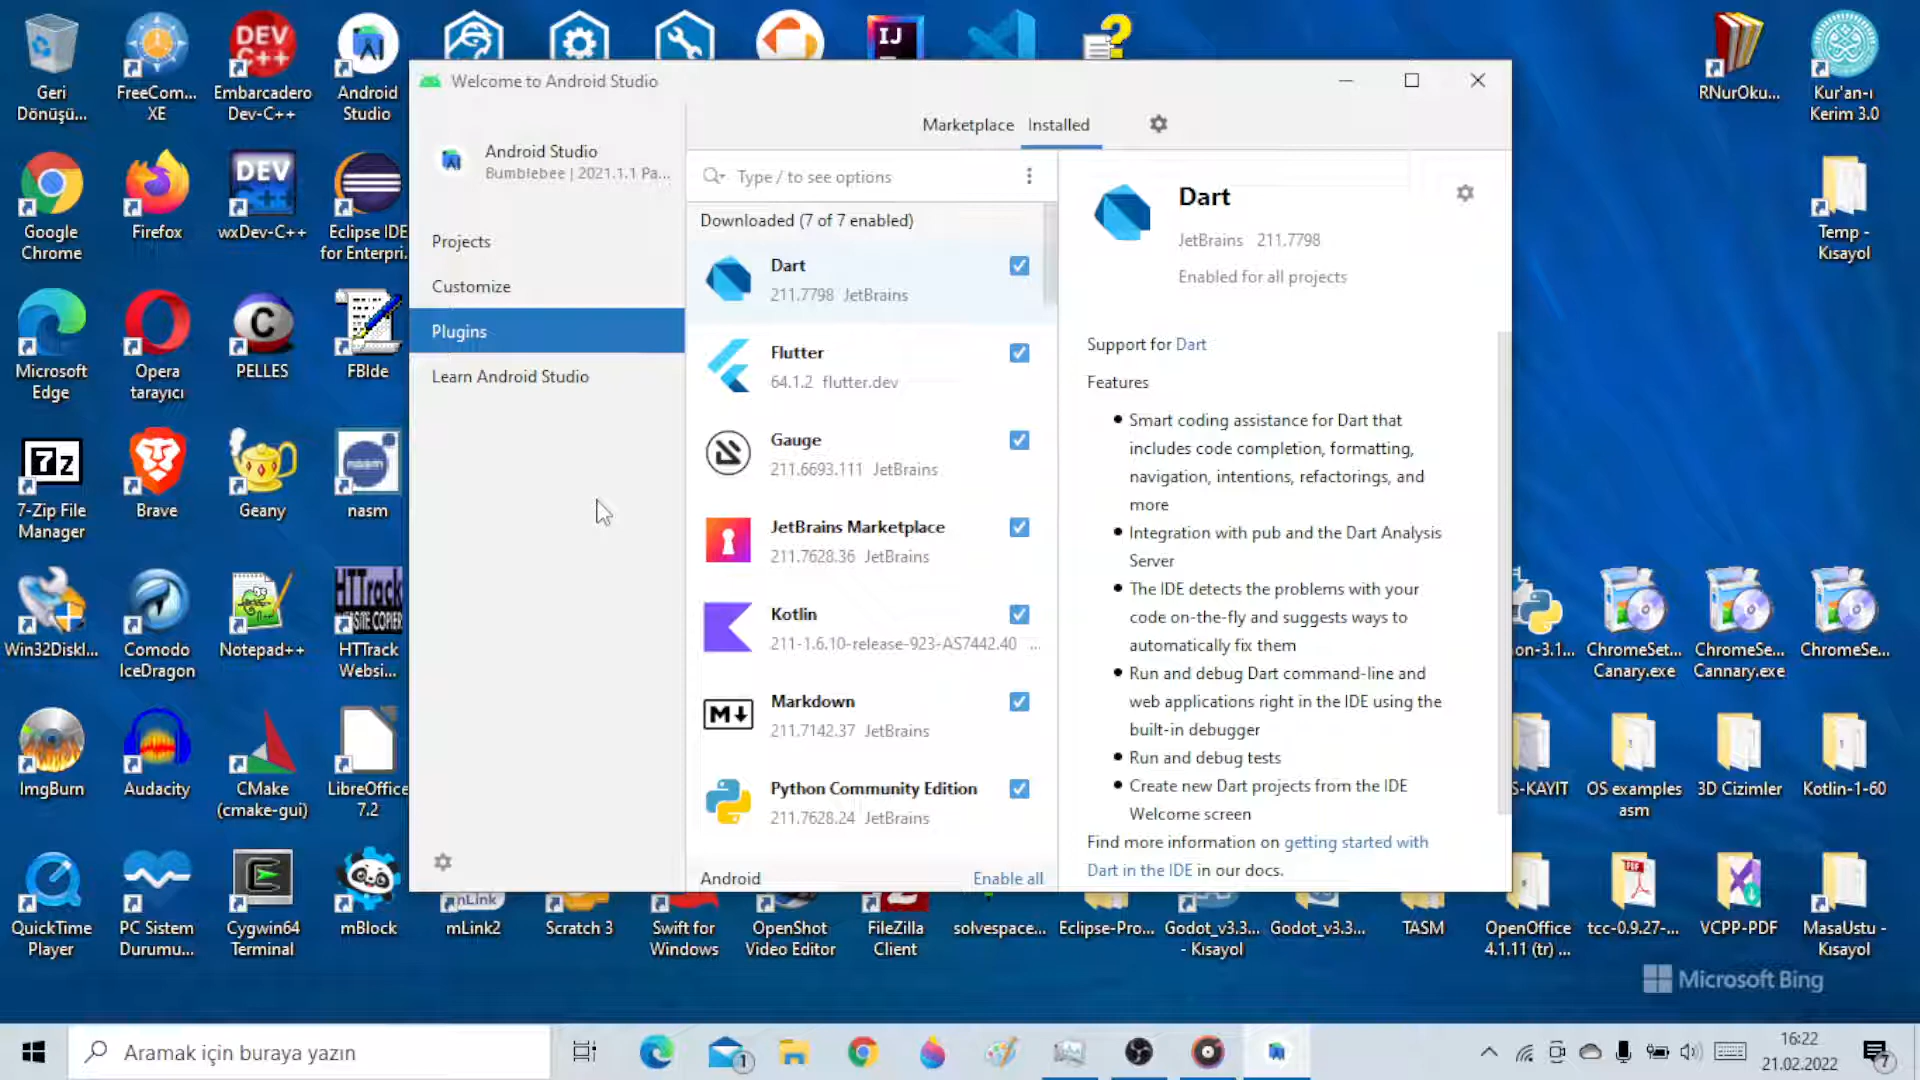 Geri
Dönüşü...
FreeCom...
XE
Embarcadero
Dev-C++
Android
Studio
RNurOku...
Kur'an-ı
Kerim 3.0
Google
Chrome
Firefox
wxDev-C++
Eclipse IDE
for Enterpri...
Temp -
Kısayol
Microsoft
Edge
Opera
tarayıcı
PELLES
FBIde
7-Zip File
Manager
Brave
Geany
nasm
Win32DiskI...
Comodo
IceDragon
Notepad++
HTTrack
Websi...
on-3.1...
ChromeSet...
Canary.exe
ChromeSe...
Cannary.exe
ChromeSe...
ImgBurn
Audacity
CMake
(cmake-gui)
LibreOffice
7.2
S-KAYIT
OS examples
asm
3D Cizimler
Kotlin-1-60
QuickTime
Player
PC Sistem
Durumu...
Cygwin64
Terminal
mBlock
mLink2
Scratch 3
Swift for
Windows
OpenShot
Video Editor
FileZilla
Client
solvespace...
Eclipse-Pro...
Godot_v3.3...
- Kısayol
Godot_v3.3...
TASM
OpenOffice
4.1.11 (tr) ...
tcc-0.9.27-...
VCPP-PDF
MasaUstu -
Kısayol
Welcome to Android Studio
Android Studio
Bumblebee | 2021.1.1 Pa...
Projects
Customize
Plugins
Learn Android Studio
Marketplace Installed
Type / to see options
Downloaded (7 of 7 enabled)
Dart
211.7798 JetBrains
Flutter
64.1.2 flutter.dev
Gauge
211.6693.111 JetBrains
JetBrains Marketplace
211.7628.36 JetBrains
Kotlin
211-1.6.10-release-923-AS7442.40 ...
Markdown
211.7142.37 JetBrains
Python Community Edition
211.7628.24 JetBrains
Android Enable all
Dart
JetBrains 211.7798
Enabled for all projects
Support for Dart
Features
Smart coding assistance for Dart that
includes code completion, formatting,
navigation, intentions, refactorings, and
more
Integration with pub and the Dart Analysis
Server
The IDE detects the problems with your
code on-the-fly and suggests ways to
automatically fix them
Run and debug Dart command-line and
web applications right in the IDE using the
built-in debugger
Run and debug tests
Create new Dart projects from the IDE
Welcome screen
Find more information on getting started with
Dart in the IDE in our docs.
Microsoft Bing
Aramak için buraya yazın
1
16:22
21.02.2022
7